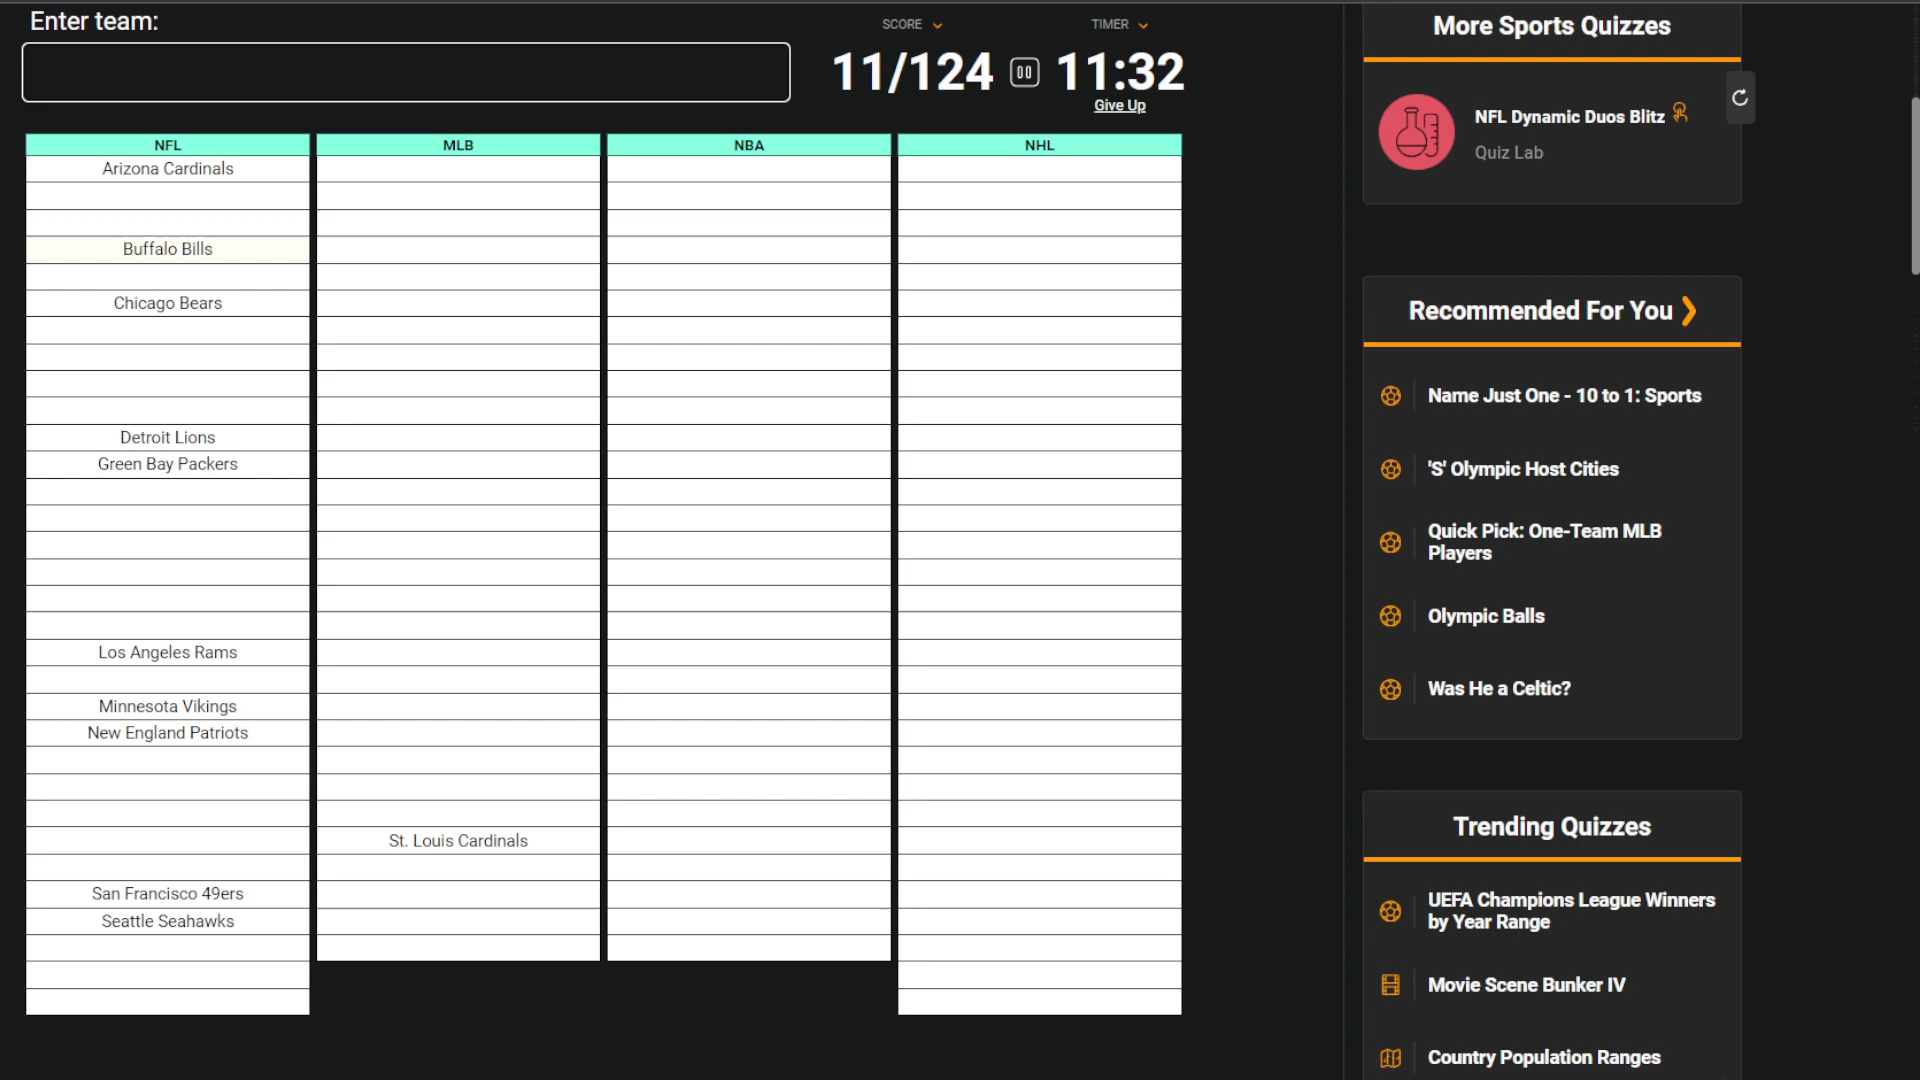 Enter team:
SCORE
TIMER
11/124
11:32
Give Up
NFL
MLB
NBA
NHL
Arizona Cardinals
Buffalo Bills
Chicago Bears
Detroit Lions
Green Bay Packers
Los Angeles Rams
Minnesota Vikings
New England Patriots
St. Louis Cardinals
San Francisco 49ers
Seattle Seahawks
More Sports Quizzes
NFL Dynamic Duos Blitz
Quiz Lab
Recommended For You
Name Just One - 10 to 1: Sports
'S' Olympic Host Cities
Quick Pick: One-Team MLB
Players
Olympic Balls
Was He a Celtic?
Trending Quizzes
UEFA Champions League Winners
by Year Range
Movie Scene Bunker IV
Country Population Ranges